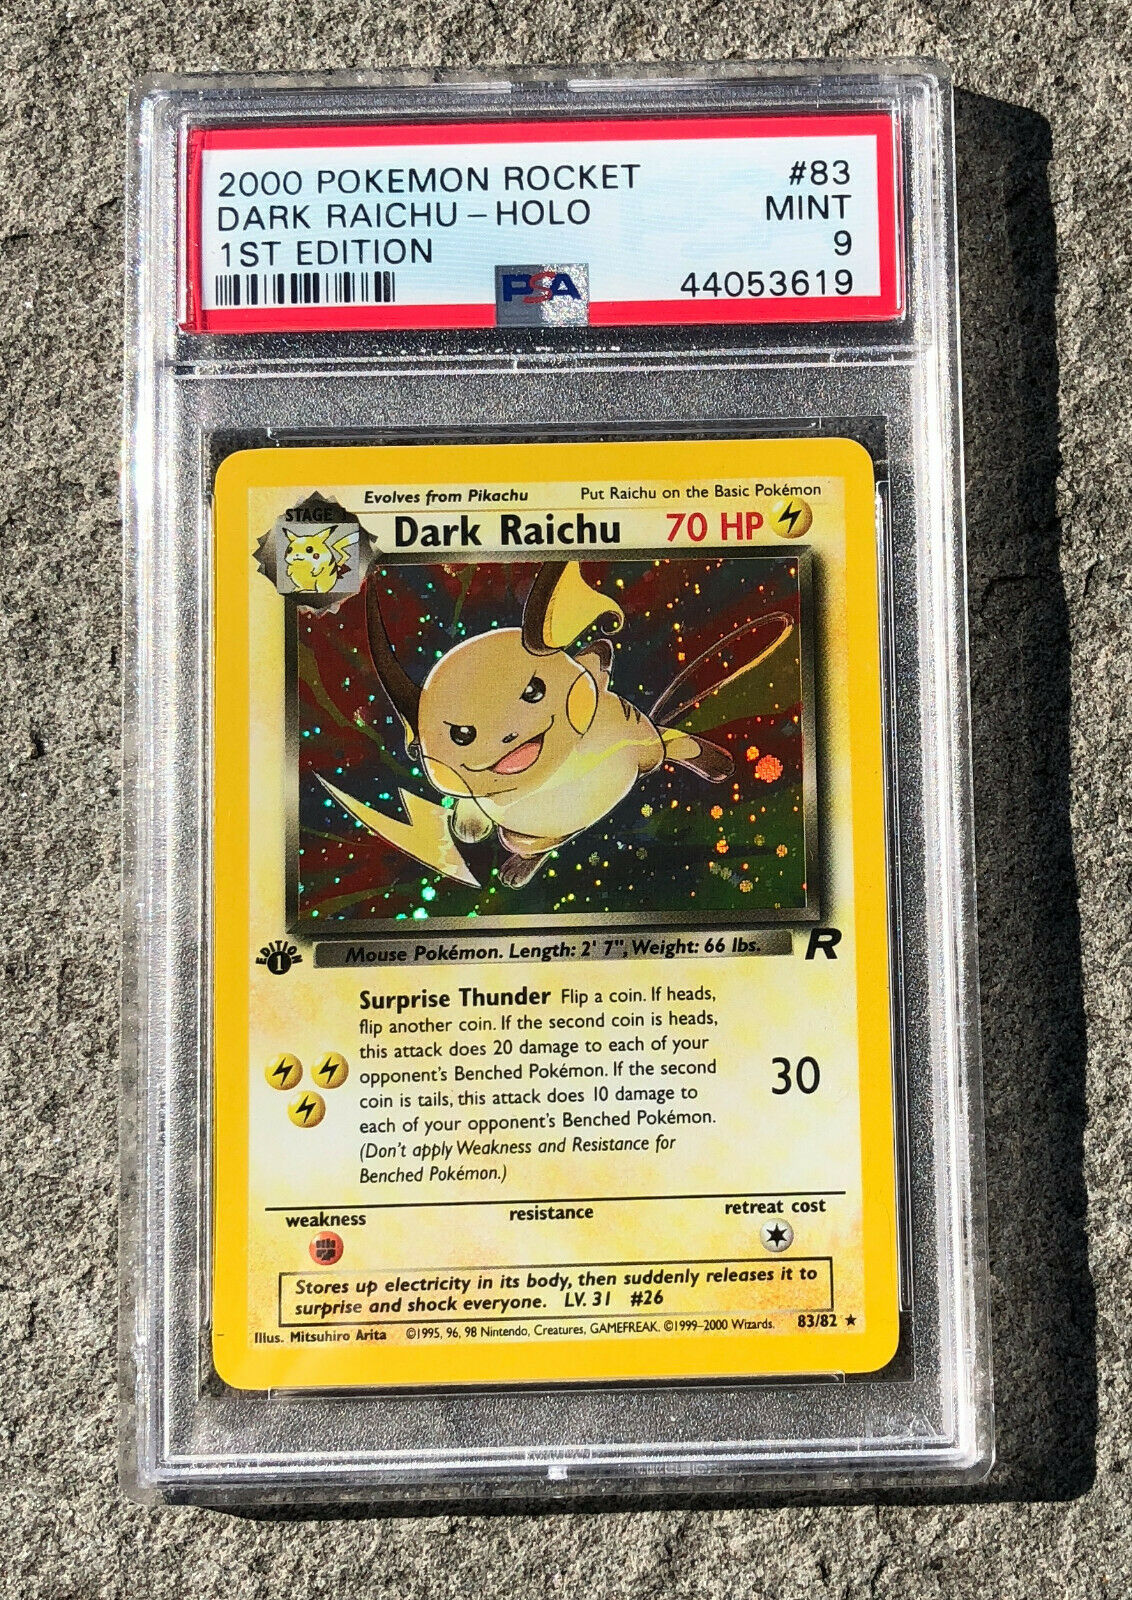 2000 POKEMON ROCKET #83
DARK RAICHU - HOLO MINT
1ST EDITION 9
PSA 44053619
Evolves from Pikachu Put Raichu on the Basic Pokémon
STAGE 1
Dark Raichu 70 HP
EDITION 1
Mouse Pokémon. Length: 2' 7", Weight: 66 lbs. R
Surprise Thunder Flip a coin. If heads,
flip another coin. If the second coin is heads,
this attack does 20 damage to each of your
opponent's Benched Pokémon. If the second
coin is tails, this attack does 10 damage to
each of your opponent's Benched Pokémon.
(Don't apply Weakness and Resistance for
Benched Pokémon.)
30
weakness resistance retreat cost
Stores up electricity in its body, then suddenly releases it to
surprise and shock everyone. LV. 31 #26
Illus. Mitsuhiro Arita ©1995, 96, 98 Nintendo, Creatures, GAMEFREAK. ©1999-2000 Wizards. 83/82 ★